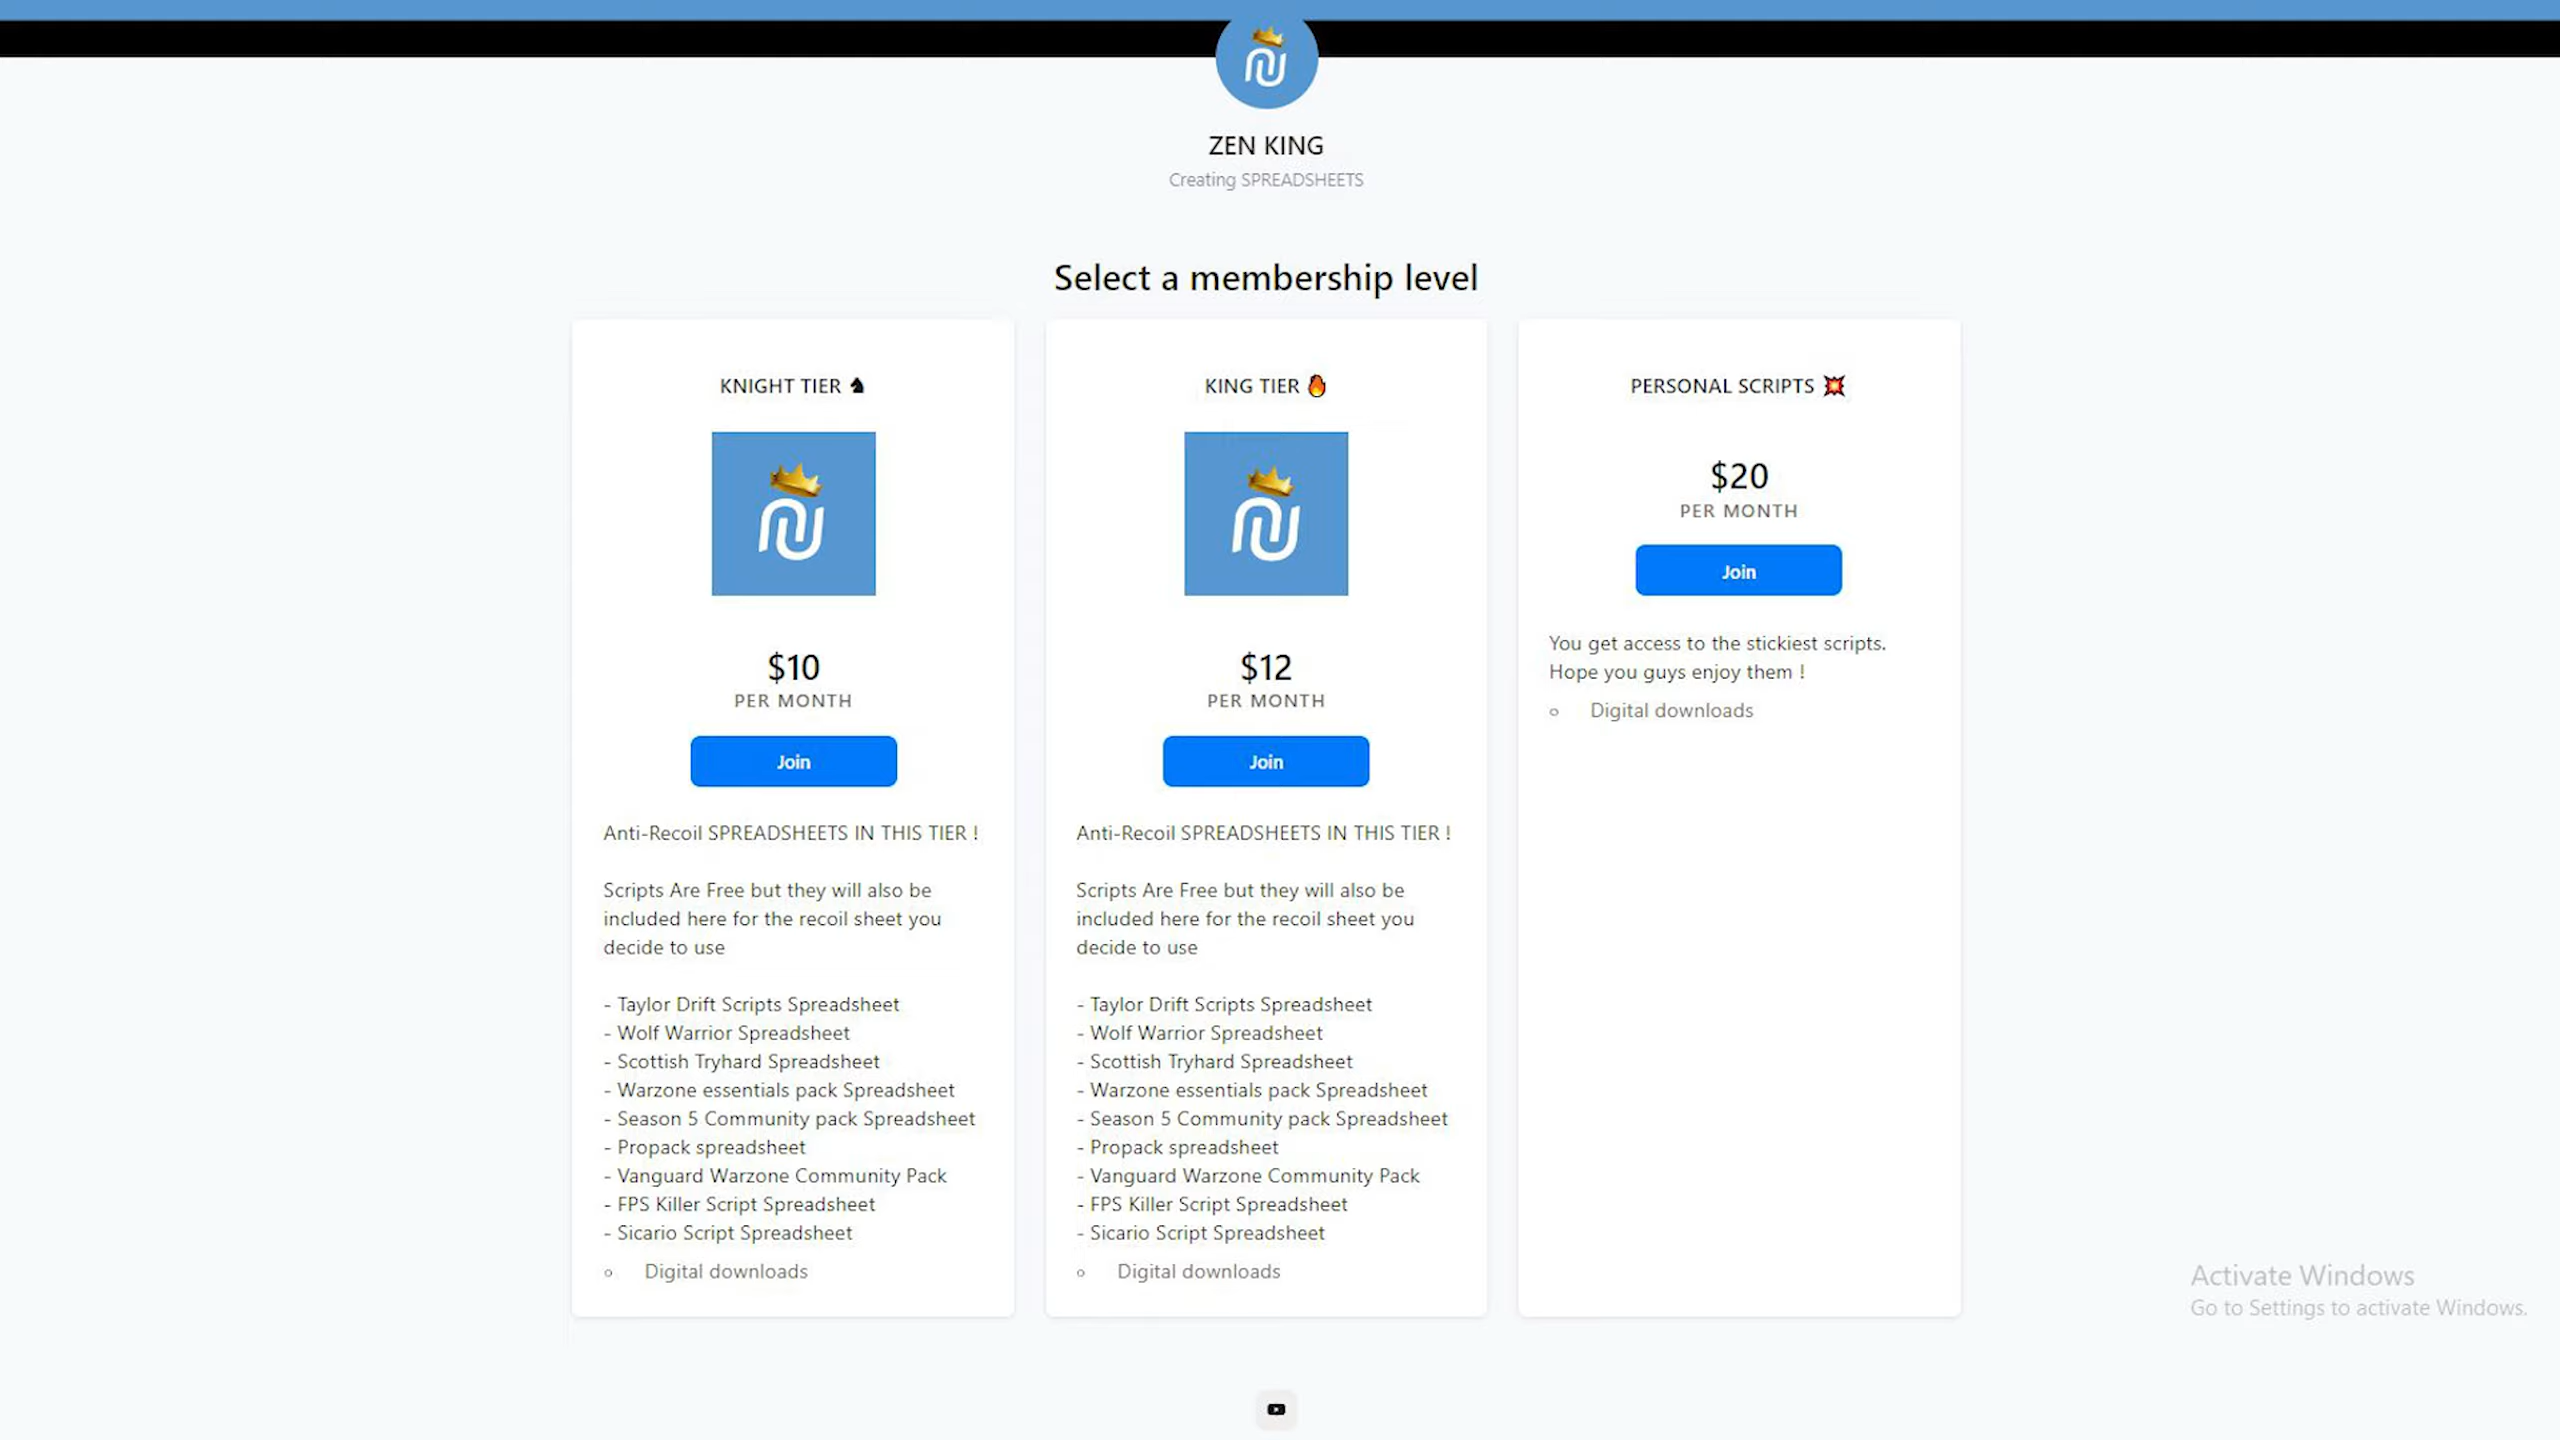 ZEN KING
Creating SPREADSHEETS
Select a membership level
KNIGHT TIER ♞
$10
PER MONTH
Join
Anti-Recoil SPREADSHEETS IN THIS TIER !
Scripts Are Free but they will also be
included here for the recoil sheet you
decide to use
- Taylor Drift Scripts Spreadsheet
- Wolf Warrior Spreadsheet
- Scottish Tryhard Spreadsheet
- Warzone essentials pack Spreadsheet
- Season 5 Community pack Spreadsheet
- Propack spreadsheet
- Vanguard Warzone Community Pack
- FPS Killer Script Spreadsheet
- Sicario Script Spreadsheet
Digital downloads
KING TIER 🔥
$12
PER MONTH
Join
Anti-Recoil SPREADSHEETS IN THIS TIER !
Scripts Are Free but they will also be
included here for the recoil sheet you
decide to use
- Taylor Drift Scripts Spreadsheet
- Wolf Warrior Spreadsheet
- Scottish Tryhard Spreadsheet
- Warzone essentials pack Spreadsheet
- Season 5 Community pack Spreadsheet
- Propack spreadsheet
- Vanguard Warzone Community Pack
- FPS Killer Script Spreadsheet
- Sicario Script Spreadsheet
Digital downloads
PERSONAL SCRIPTS 💥
$20
PER MONTH
Join
You get access to the stickiest scripts.
Hope you guys enjoy them !
Digital downloads
Activate Windows
Go to Settings to activate Windows.